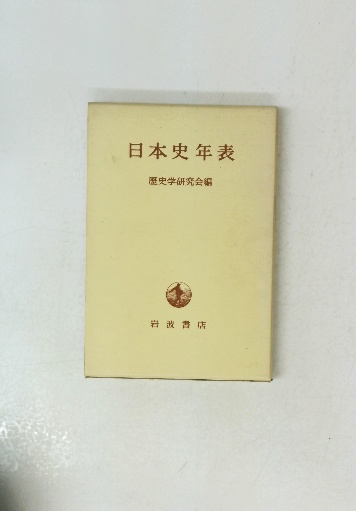 日本史年表
歴史学研究会編
岩波書店